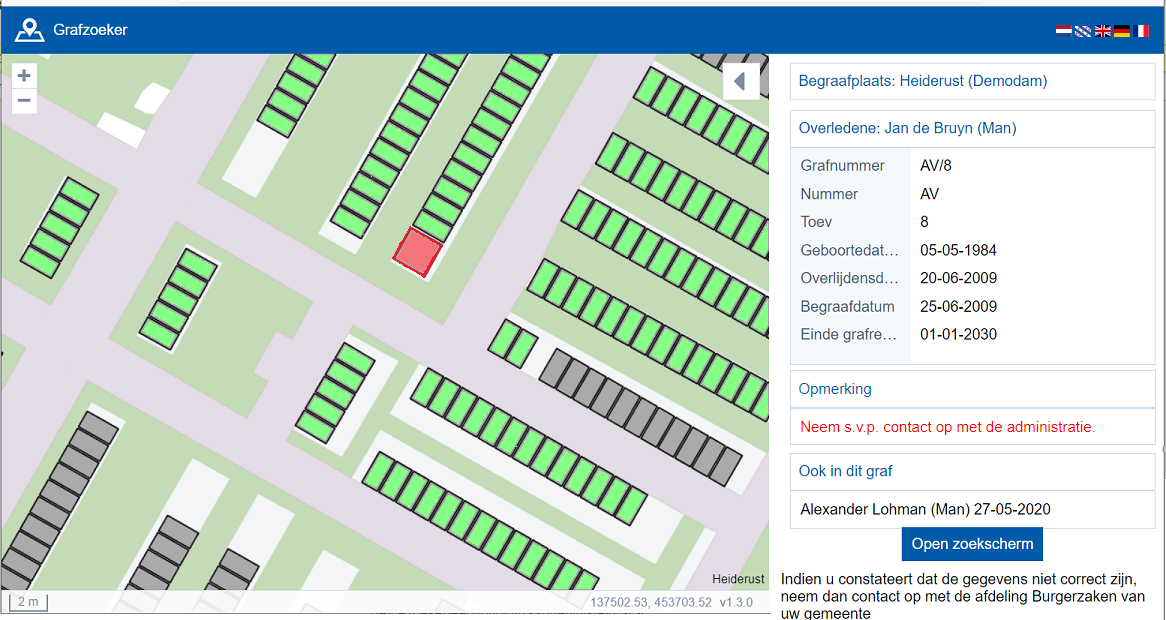 Grafzoeker
+
−
Heiderust
2 m
137502.53, 453703.52 v1.3.0
Begraafplaats: Heiderust (Demodam)
Overledene: Jan de Bruyn (Man)
Grafnummer AV/8
Nummer AV
Toev 8
Geboortedat... 05-05-1984
Overlijdensd... 20-06-2009
Begraafdatum 25-06-2009
Einde grafre... 01-01-2030
Opmerking
Neem s.v.p. contact op met de administratie.
Ook in dit graf
Alexander Lohman (Man) 27-05-2020
Open zoekscherm
Indien u constateert dat de gegevens niet correct zijn,
neem dan contact op met de afdeling Burgerzaken van
uw gemeente